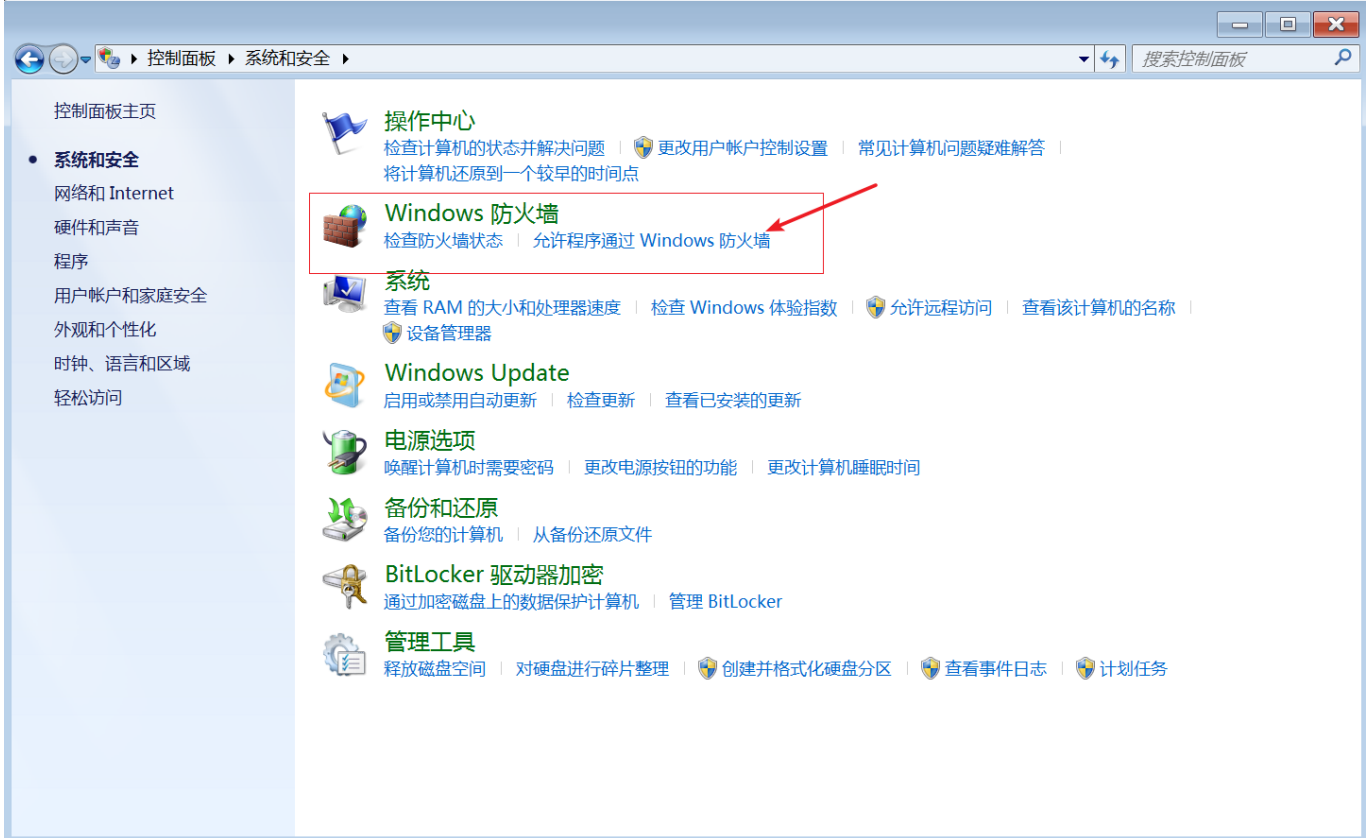 控制面板 系统和安全 搜索控制面板
控制面板主页
系统和安全
网络和 Internet
硬件和声音
程序
用户帐户和家庭安全
外观和个性化
时钟、语言和区域
轻松访问
操作中心
检查计算机的状态并解决问题 更改用户帐户控制设置 常见计算机问题疑难解答
将计算机还原到一个较早的时间点
Windows 防火墙
检查防火墙状态 允许程序通过 Windows 防火墙
系统
查看 RAM 的大小和处理器速度 检查 Windows 体验指数 允许远程访问 查看该计算机的名称
设备管理器
Windows Update
启用或禁用自动更新 检查更新 查看已安装的更新
电源选项
唤醒计算机时需要密码 更改电源按钮的功能 更改计算机睡眠时间
备份和还原
备份您的计算机 从备份还原文件
BitLocker 驱动器加密
通过加密磁盘上的数据保护计算机 管理 BitLocker
管理工具
释放磁盘空间 对硬盘进行碎片整理 创建并格式化硬盘分区 查看事件日志 计划任务